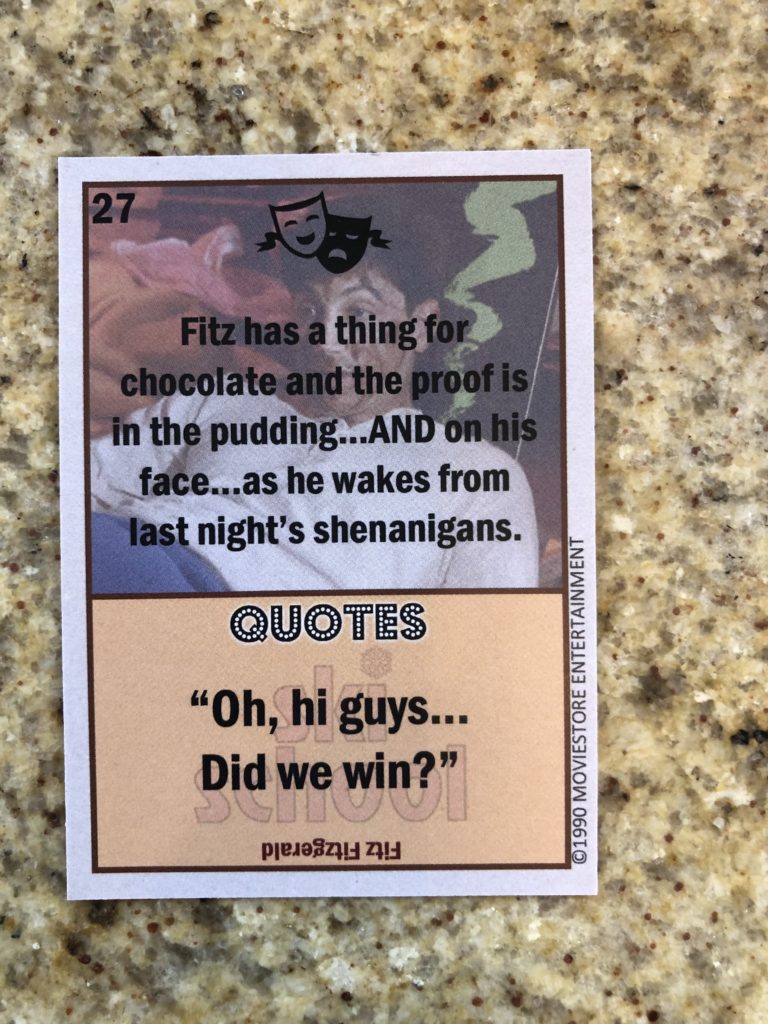 27
Fitz has a thing for
chocolate and the proof is
in the pudding...AND on his
face...as he wakes from
last night's shenanigans.
QUOTES
"Oh, hi guys...
Did we win?"
ski
school
Fitz Fitzgerald
©1990 MOVIESTORE ENTERTAINMENT